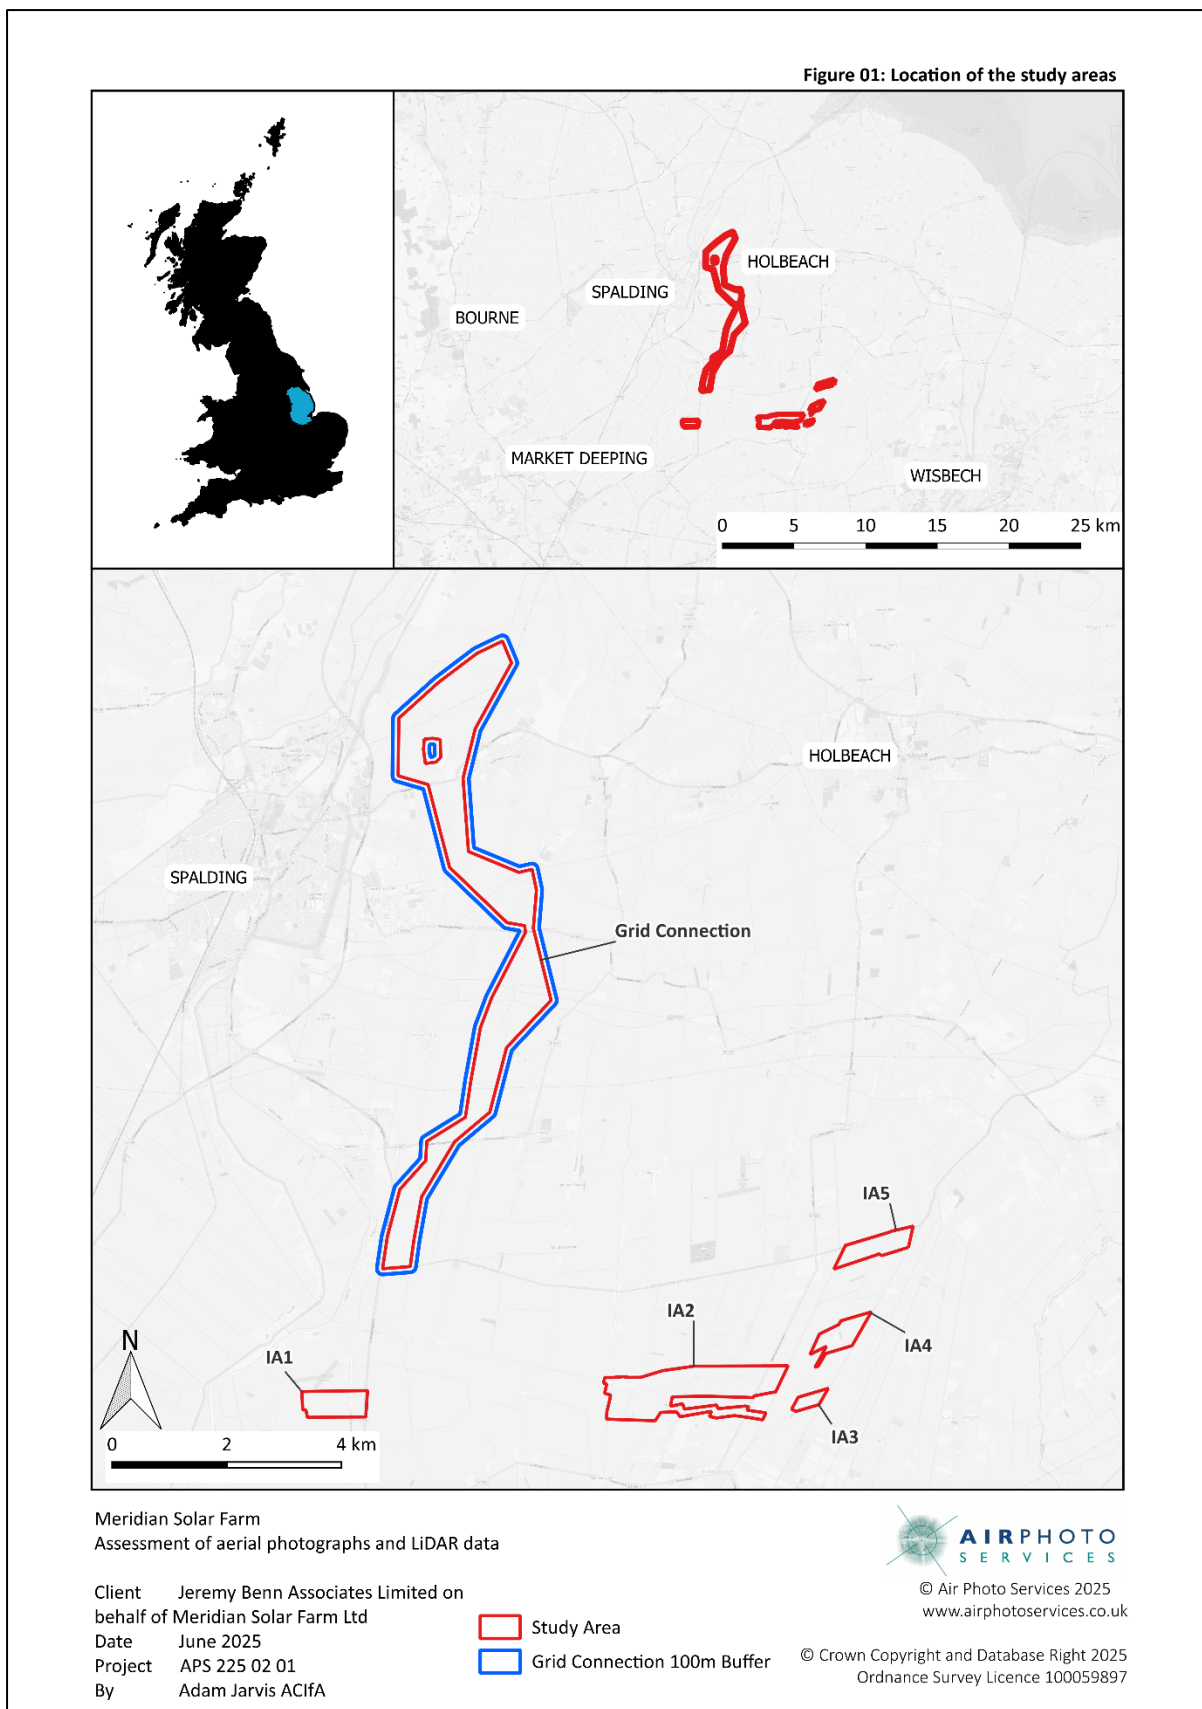 Figure 01: Location of the study areas
HOLBEACH
SPALDING
BOURNE
MARKET DEEPING
WISBECH
0 5 10 15 20 25 km
HOLBEACH
SPALDING
Grid Connection
IA5
IA2
IA4
IA1
IA3
N
0 2 4 km
Meridian Solar Farm
Assessment of aerial photographs and LiDAR data
Client Jeremy Benn Associates Limited on
behalf of Meridian Solar Farm Ltd
Date June 2025
Project APS 225 02 01
By Adam Jarvis ACIfA
Study Area
Grid Connection 100m Buffer
AIRPHOTO
SERVICES
© Air Photo Services 2025
www.airphotoservices.co.uk
© Crown Copyright and Database Right 2025
Ordnance Survey Licence 100059897